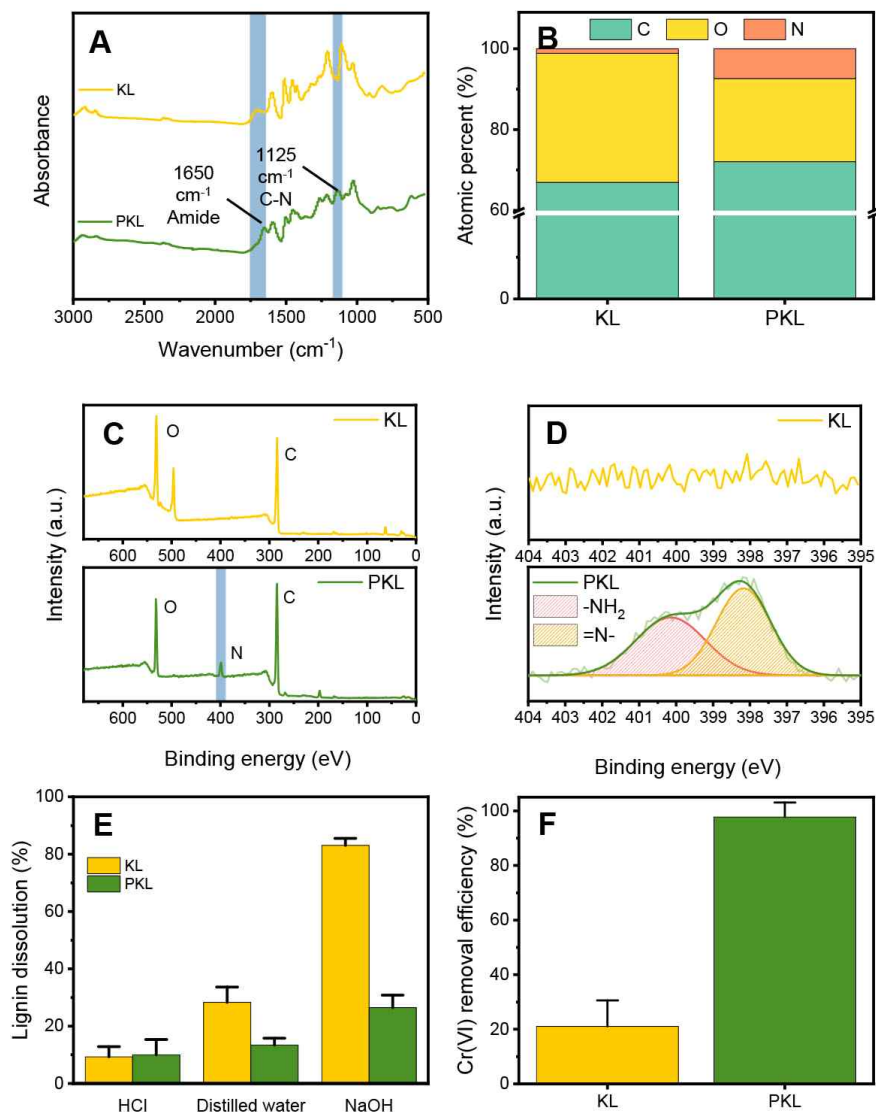 A
KL
PKL
1650
cm-1
Amide
1125
cm-1
C-N
Absorbance
3000 2500 2000 1500 1000 500
Wavenumber (cm-1)
B
C O N
Atomic percent (%)
100
80
60
0
KL PKL
C
KL
O
C
600 500 400 300 200 100 0
PKL
O
N
C
600 500 400 300 200 100 0
Intensity (a.u.)
Binding energy (eV)
D
KL
404 403 402 401 400 399 398 397 396 395
PKL
-NH2
=N-
404 403 402 401 400 399 398 397 396 395
Intensity (a.u.)
Binding energy (eV)
E
KL
PKL
Lignin dissolution (%)
100
80
60
40
20
0
HCl Distilled water NaOH
F
Cr(VI) removal efficiency (%)
100
80
60
40
20
0
KL PKL